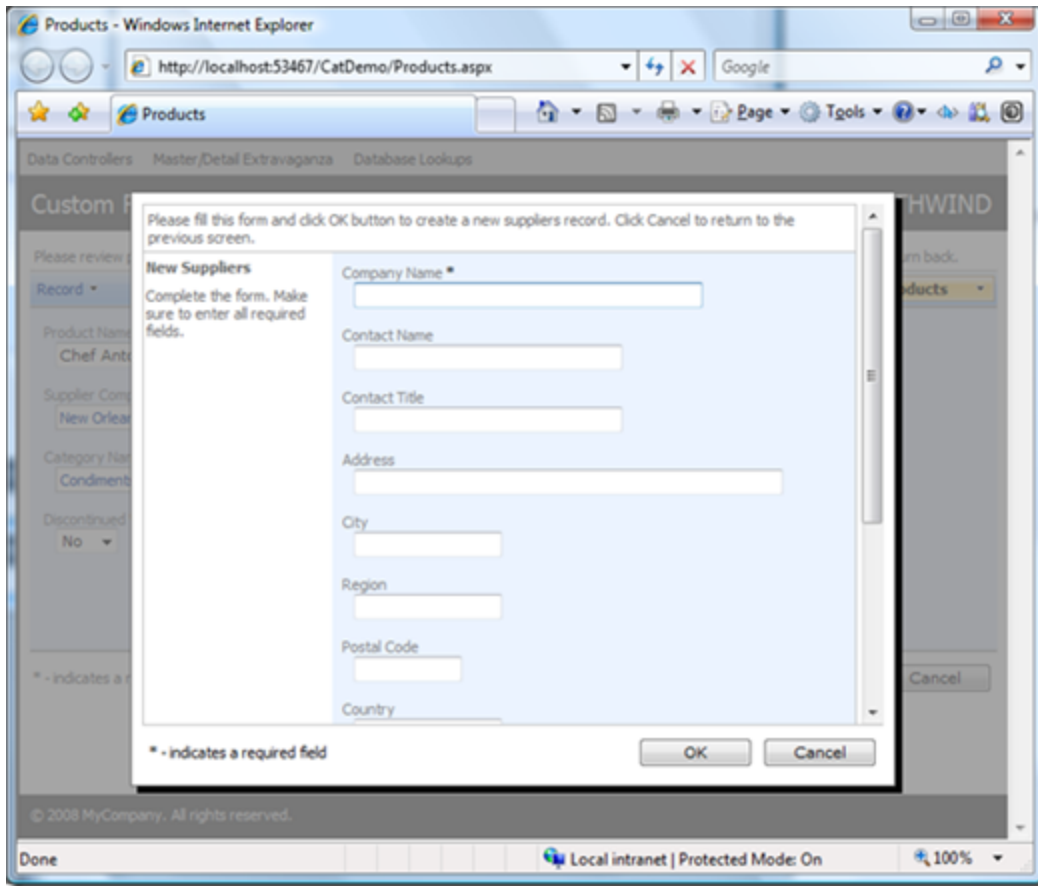 Products - Windows Internet Explorer
http://localhost:53467/CatDemo/Products.aspx
Google
Products
Page
Tools
Data Controllers Master/Detail Extravaganza Database Lookups
Custom
THWIND
Please fill this form and click OK button to create a new suppliers record. Click Cancel to return to the
previous screen.
Please review
rn back.
New Suppliers
Complete the form. Make
sure to enter all required
fields.
Record
ducts
Company Name *
Product Name
Chef Anto
Contact Name
Supplier Comp
New Orlean
Contact Title
Category Nam
Condiments
Address
Discontinued
No
City
Region
Postal Code
Country
* - indicates a r
Cancel
* - indicates a required field
OK Cancel
© 2008 MyCompany. All rights reserved.
Done
Local intranet | Protected Mode: On
100%